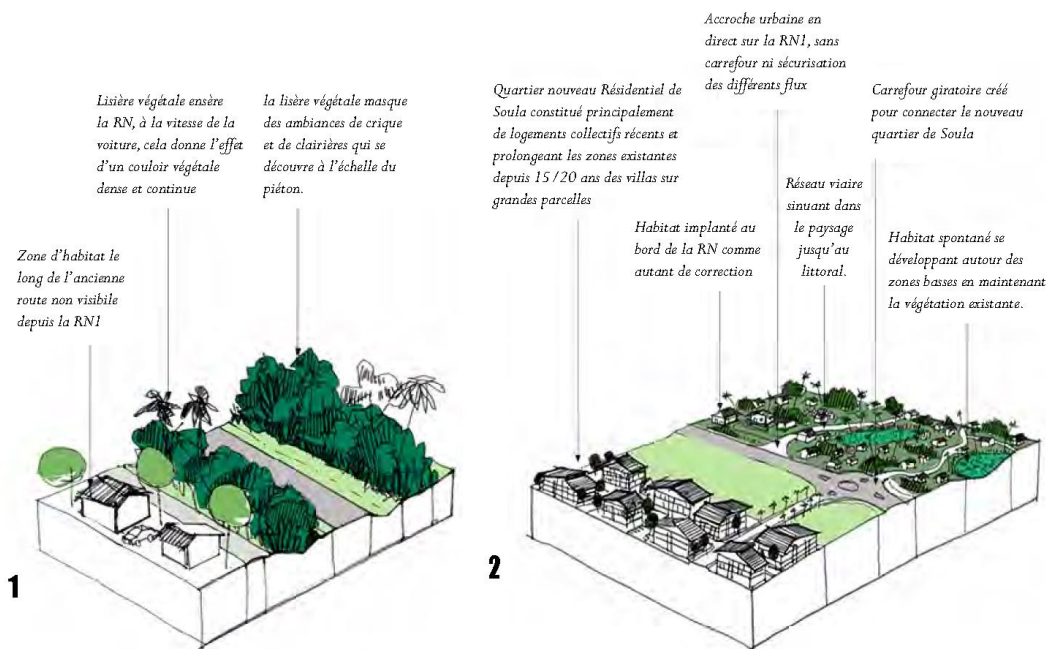 Zone d'habitat le
long de l'ancienne
route non visibile
depuis la RN1
Lisière végétale ensère
la RN, à la vitesse de la
voiture, cela donne l'effet
d'un couloir végétale
dense et continue
la lisère végétale masque
des ambiances de crique
et de clairières qui se
découvre à l'échelle du
piéton.
1
Quartier nouveau Résidentiel de
Soula constitué principalement
de logements collectifs récents et
prolongeant les zones existantes
depuis 15/20 ans des villas sur
grandes parcelles
Habitat implanté au
bord de la RN comme
autant de correction
Accroche urbaine en
direct sur la RN1, sans
carrefour ni sécurisation
des différents flux
Réseau viaire
sinuant dans
le paysage
jusqu'au
littoral.
Carrefour giratoire créé
pour connecter le nouveau
quartier de Soula
Habitat spontané se
développant autour des
zones basses en maintenant
la végétation existante.
2